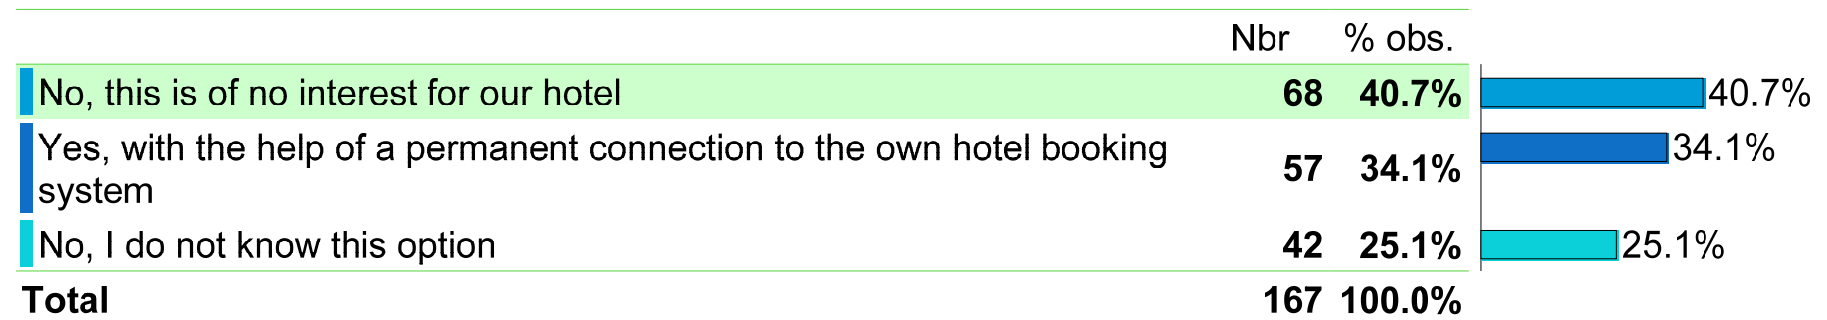 Nbr % obs.
No, this is of no interest for our hotel 68 40.7% 40.7%
Yes, with the help of a permanent connection to the own hotel booking
system 57 34.1% 34.1%
No, I do not know this option 42 25.1% 25.1%
Total 167 100.0%